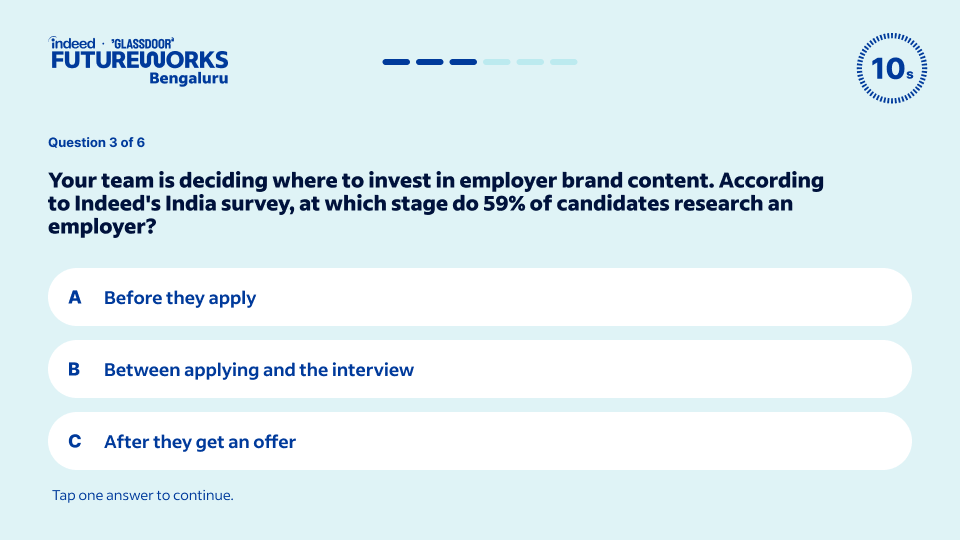 indeed · 'GLASSDOOR'
FUTUREWORKS
Bengaluru
10s
Question 3 of 6
Your team is deciding where to invest in employer brand content. According
to Indeed's India survey, at which stage do 59% of candidates research an
employer?
A Before they apply
B Between applying and the interview
C After they get an offer
Tap one answer to continue.